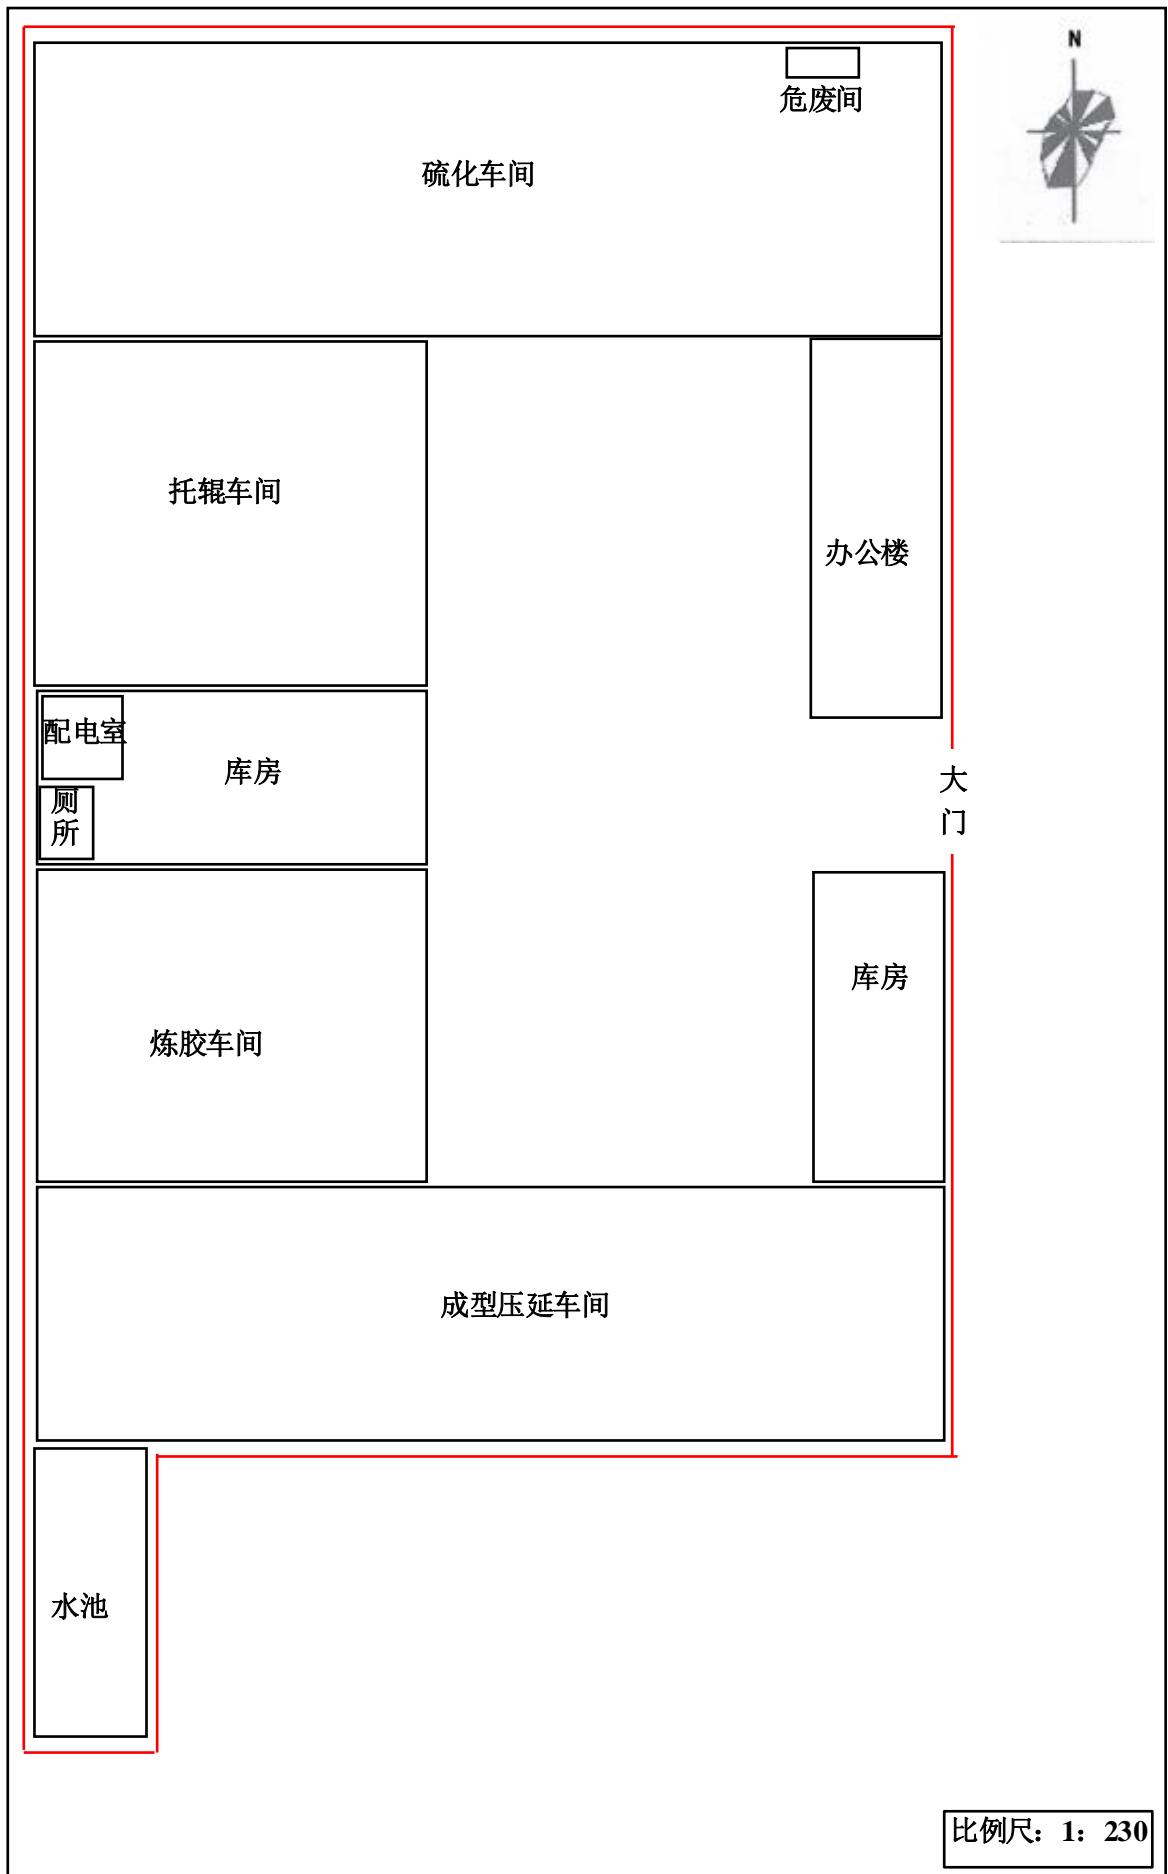 N
危废间
硫化车间
托辊车间
办公楼
配电室
库房
大
门
厕
所
库房
炼胶车间
成型压延车间
水池
比例尺：1：230